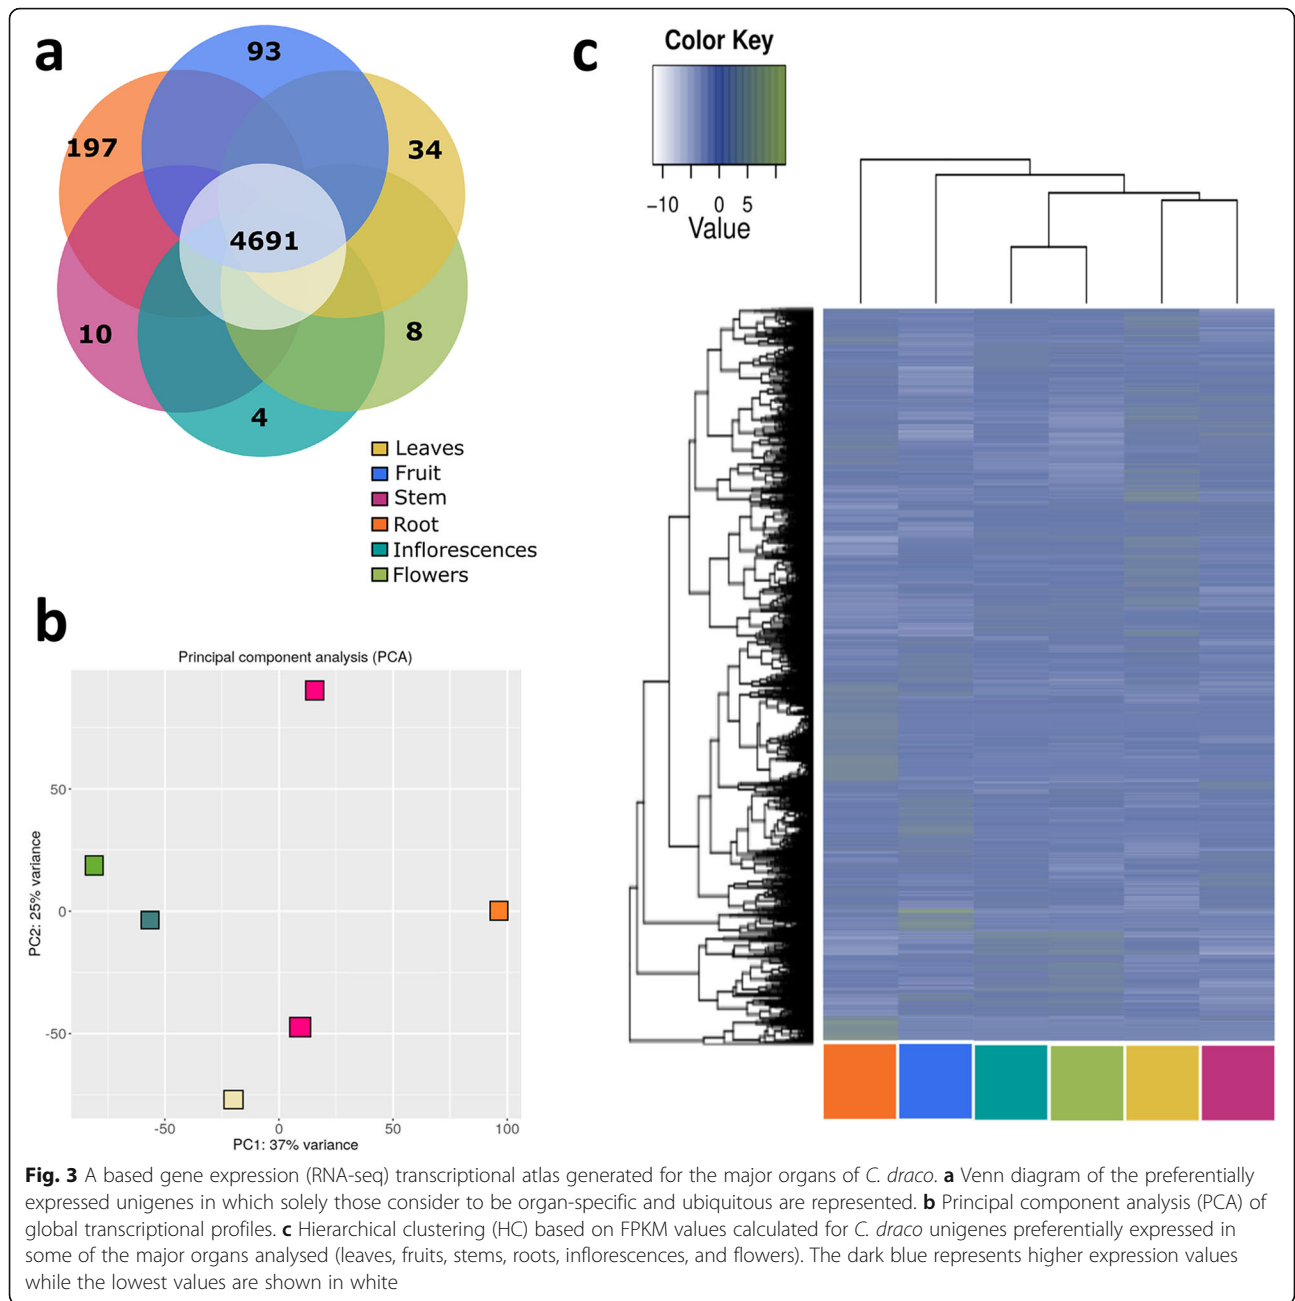 a
93
197
34
4691
10
8
4
Leaves
Fruit
Stem
Root
Inflorescences
Flowers
b
Principal component analysis (PCA)
PC2: 25% variance
50
0
-50
-50
0
50
100
PC1: 37% variance
c
Color Key
−10
0
5
Value
Fig. 3 A based gene expression (RNA-seq) transcriptional atlas generated for the major organs of C. draco. a Venn diagram of the preferentially
expressed unigenes in which solely those consider to be organ-specific and ubiquitous are represented. b Principal component analysis (PCA) of
global transcriptional profiles. c Hierarchical clustering (HC) based on FPKM values calculated for C. draco unigenes preferentially expressed in
some of the major organs analysed (leaves, fruits, stems, roots, inflorescences, and flowers). The dark blue represents higher expression values
while the lowest values are shown in white